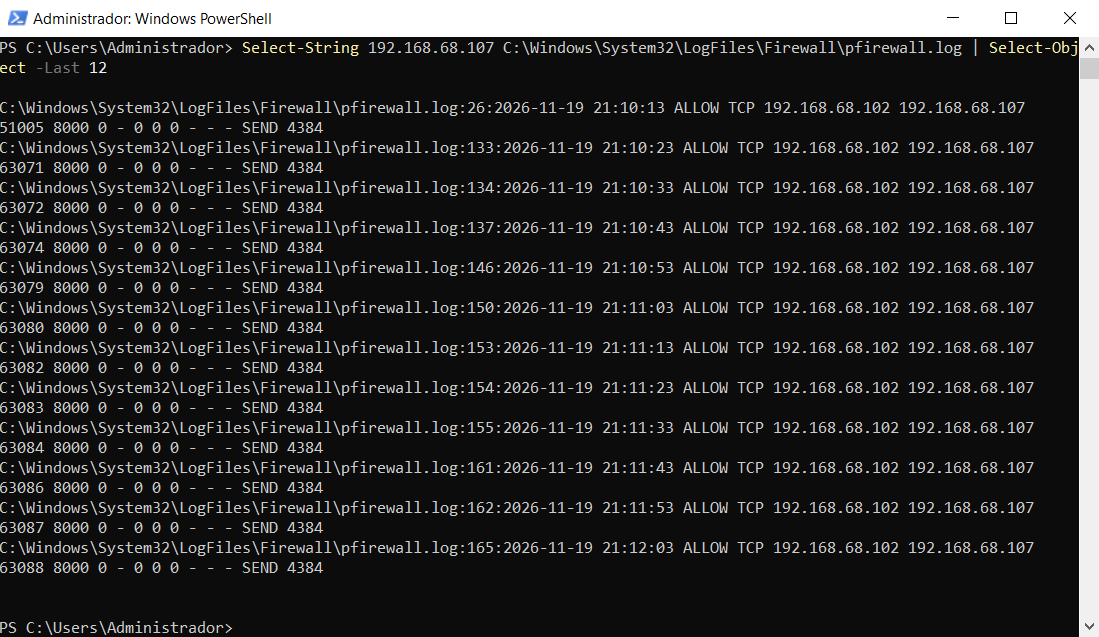 Administrador: Windows PowerShell
PS C:\Users\Administrador> Select-String 192.168.68.107 C:\Windows\System32\LogFiles\Firewall\pfirewall.log | Select-Obj
ect -Last 12
C:\Windows\System32\LogFiles\Firewall\pfirewall.log:26:2026-11-19 21:10:13 ALLOW TCP 192.168.68.102 192.168.68.107
51005 8000 0 - 0 0 0 - - - SEND 4384
C:\Windows\System32\LogFiles\Firewall\pfirewall.log:133:2026-11-19 21:10:23 ALLOW TCP 192.168.68.102 192.168.68.107
63071 8000 0 - 0 0 0 - - - SEND 4384
C:\Windows\System32\LogFiles\Firewall\pfirewall.log:134:2026-11-19 21:10:33 ALLOW TCP 192.168.68.102 192.168.68.107
63072 8000 0 - 0 0 0 - - - SEND 4384
C:\Windows\System32\LogFiles\Firewall\pfirewall.log:137:2026-11-19 21:10:43 ALLOW TCP 192.168.68.102 192.168.68.107
63074 8000 0 - 0 0 0 - - - SEND 4384
C:\Windows\System32\LogFiles\Firewall\pfirewall.log:146:2026-11-19 21:10:53 ALLOW TCP 192.168.68.102 192.168.68.107
63079 8000 0 - 0 0 0 - - - SEND 4384
C:\Windows\System32\LogFiles\Firewall\pfirewall.log:150:2026-11-19 21:11:03 ALLOW TCP 192.168.68.102 192.168.68.107
63080 8000 0 - 0 0 0 - - - SEND 4384
C:\Windows\System32\LogFiles\Firewall\pfirewall.log:153:2026-11-19 21:11:13 ALLOW TCP 192.168.68.102 192.168.68.107
63082 8000 0 - 0 0 0 - - - SEND 4384
C:\Windows\System32\LogFiles\Firewall\pfirewall.log:154:2026-11-19 21:11:23 ALLOW TCP 192.168.68.102 192.168.68.107
63083 8000 0 - 0 0 0 - - - SEND 4384
C:\Windows\System32\LogFiles\Firewall\pfirewall.log:155:2026-11-19 21:11:33 ALLOW TCP 192.168.68.102 192.168.68.107
63084 8000 0 - 0 0 0 - - - SEND 4384
C:\Windows\System32\LogFiles\Firewall\pfirewall.log:161:2026-11-19 21:11:43 ALLOW TCP 192.168.68.102 192.168.68.107
63086 8000 0 - 0 0 0 - - - SEND 4384
C:\Windows\System32\LogFiles\Firewall\pfirewall.log:162:2026-11-19 21:11:53 ALLOW TCP 192.168.68.102 192.168.68.107
63087 8000 0 - 0 0 0 - - - SEND 4384
C:\Windows\System32\LogFiles\Firewall\pfirewall.log:165:2026-11-19 21:12:03 ALLOW TCP 192.168.68.102 192.168.68.107
63088 8000 0 - 0 0 0 - - - SEND 4384
PS C:\Users\Administrador>